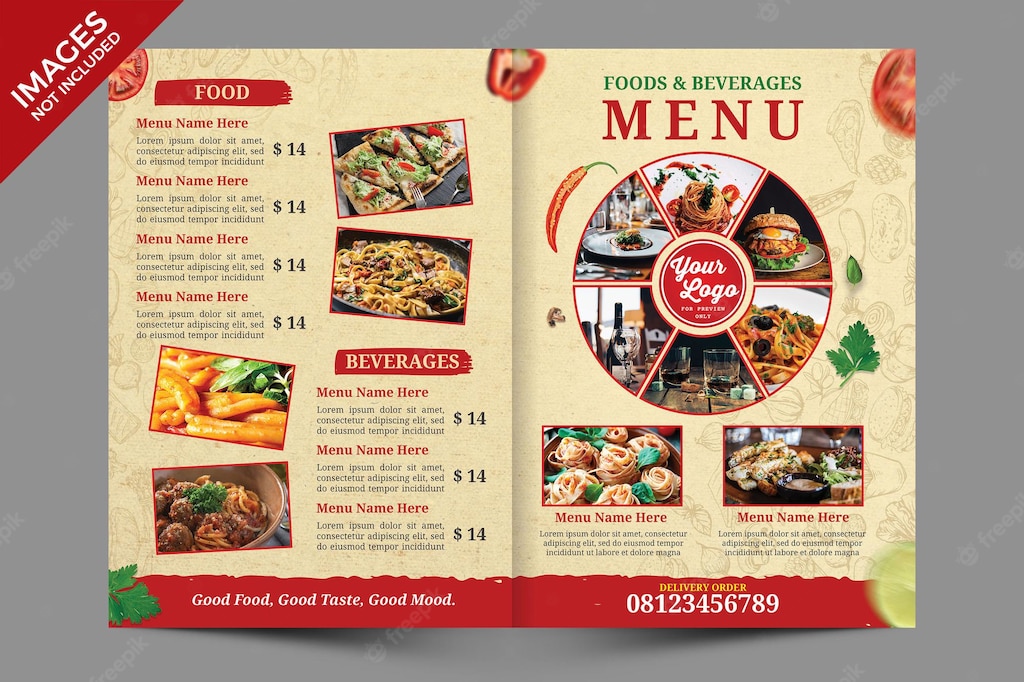 IMAGES
NOT INCLUDED
FOOD
Menu Name Here
Lorem ipsum dolor sit amet,
consectetur adipiscing elit, sed
do eiusmod tempor incididunt
$ 14
Menu Name Here
Lorem ipsum dolor sit amet,
consectetur adipiscing elit, sed
do eiusmod tempor incididunt
$ 14
Menu Name Here
Lorem ipsum dolor sit amet,
consectetur adipiscing elit, sed
do eiusmod tempor incididunt
$ 14
Menu Name Here
Lorem ipsum dolor sit amet,
consectetur adipiscing elit, sed
do eiusmod tempor incididunt
$ 14
BEVERAGES
Menu Name Here
Lorem ipsum dolor sit amet,
consectetur adipiscing elit, sed
do eiusmod tempor incididunt
$ 14
Menu Name Here
Lorem ipsum dolor sit amet,
consectetur adipiscing elit, sed
do eiusmod tempor incididunt
$ 14
Menu Name Here
Lorem ipsum dolor sit amet,
consectetur adipiscing elit, sed
do eiusmod tempor incididunt
$ 14
Good Food, Good Taste, Good Mood.
FOODS & BEVERAGES
MENU
Your
Logo
FOR PREVIEW
ONLY
Menu Name Here
Lorem ipsum dolor sit amet, consectetur
adipiscing elit, sed do eiusmod tempor
incididunt ut labore et dolore magna
Menu Name Here
Lorem ipsum dolor sit amet, consectetur
adipiscing elit, sed do eiusmod tempor
incididunt ut labore et dolore magna
DELIVERY ORDER
08123456789
freepik